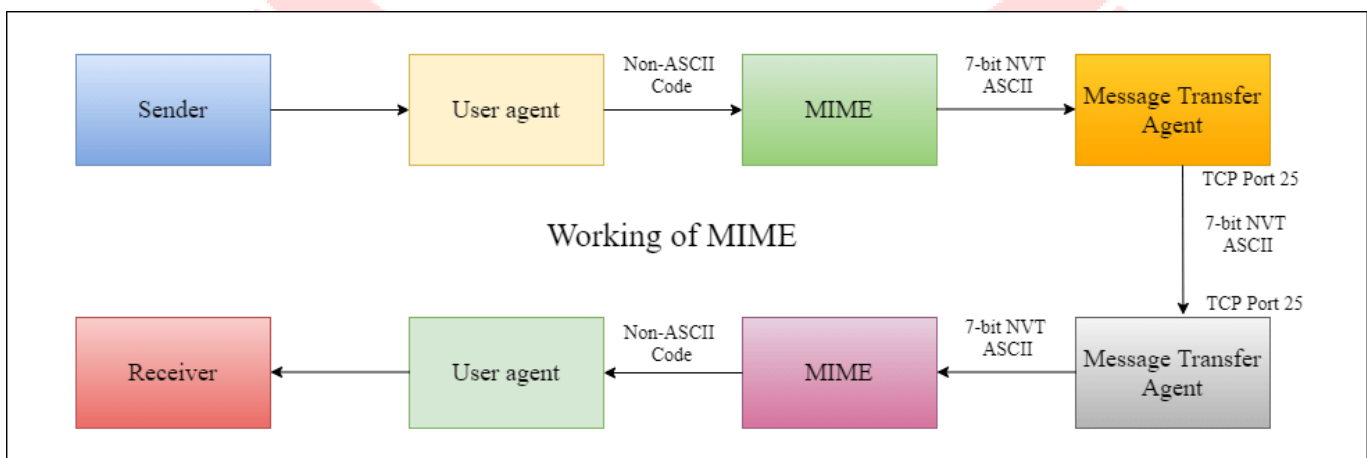 Sender
User agent
Non-ASCII
Code
MIME
7-bit NVT
ASCII
Message Transfer
Agent
TCP Port 25
7-bit NVT
ASCII
Working of MIME
TCP Port 25
Receiver
User agent
Non-ASCII
Code
MIME
7-bit NVT
ASCII
Message Transfer
Agent